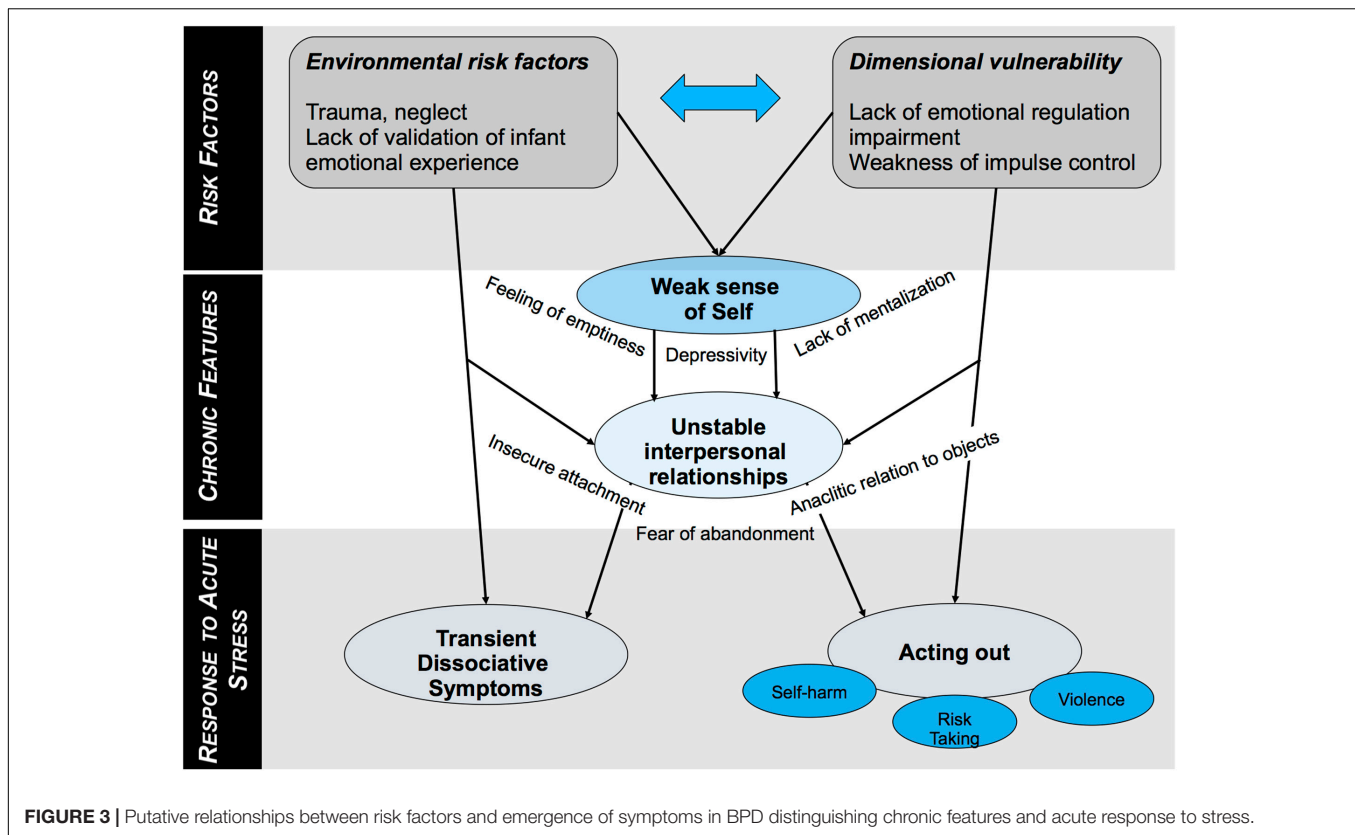 RISK FACTORS
Environmental risk factors
Trauma, neglect
Lack of validation of infant
emotional experience
Dimensional vulnerability
Lack of emotional regulation
impairment
Weakness of impulse control
CHRONIC FEATURES
Weak sense
of Self
Feeling of emptiness
Depressivity
Lack of mentalization
Unstable
interpersonal
relationships
Insecure attachment
Fear of abandonment
Anaclitic relation to objects
RESPONSE TO ACUTE
STRESS
Transient
Dissociative
Symptoms
Acting out
Self-harm
Risk
Taking
Violence
FIGURE 3 | Putative relationships between risk factors and emergence of symptoms in BPD distinguishing chronic features and acute response to stress.